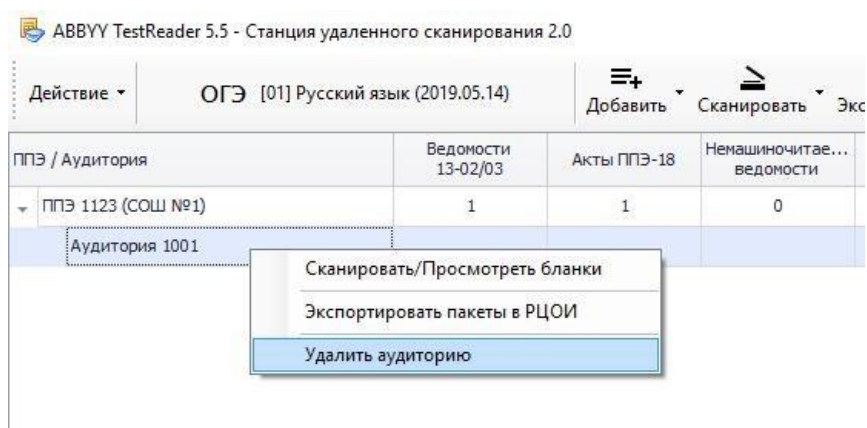 ABBYY TestReader 5.5 - Станция удаленного сканирования 2.0
Действие ОГЭ [01] Русский язык (2019.05.14) Добавить Сканировать Экс
ППЭ / Аудитория Ведомости 13-02/03 Акты ППЭ-18 Немашиночитае... ведомости
ППЭ 1123 (СОШ №1) 1 1 0
Аудитория 1001
Сканировать/Просмотреть бланки
Экспортировать пакеты в РЦОИ
Удалить аудиторию